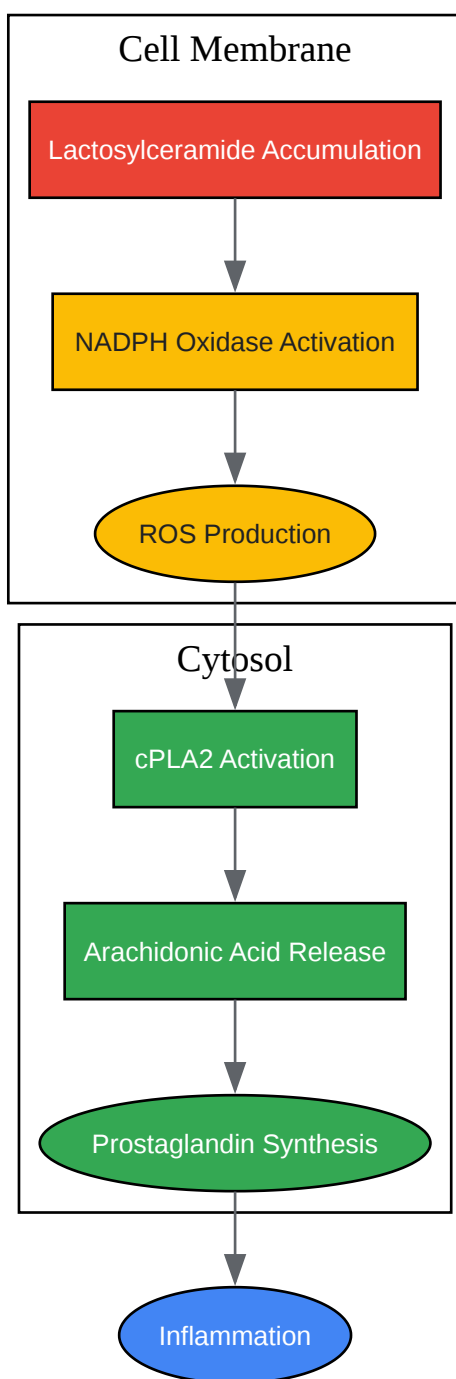 Cell Membrane
Lactosylceramide Accumulation
NADPH Oxidase Activation
ROS Production
Cytosol
cPLA2 Activation
Arachidonic Acid Release
Prostaglandin Synthesis
Inflammation